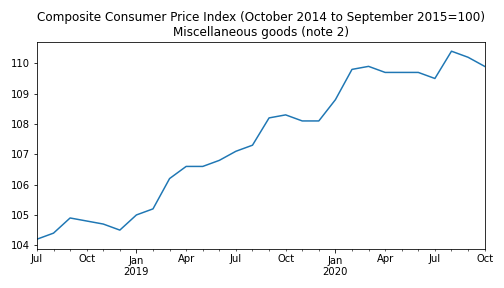 Composite Consumer Price Index (October 2014 to September 2015=100)
Miscellaneous goods (note 2)
110
109
108
107
106
105
104
Jul Oct Jan Apr Jul Oct Jan Apr Jul Oct
2019 2020